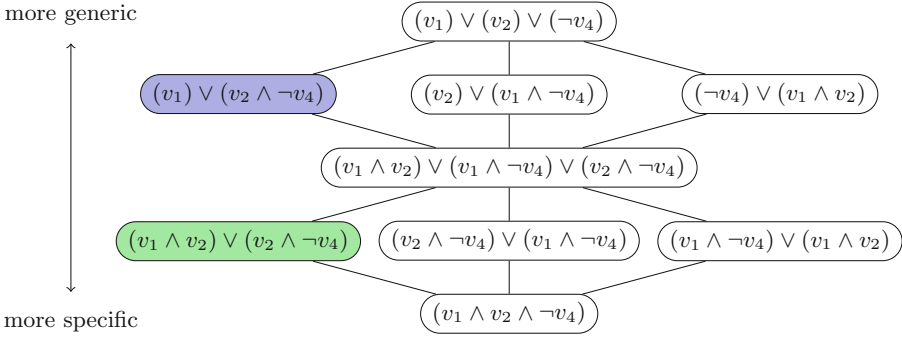 more generic
(v₁) ∨ (v₂) ∨ (¬v₄)
(v₁) ∨ (v₂ ∧ ¬v₄)
(v₂) ∨ (v₁ ∧ ¬v₄)
(¬v₄) ∨ (v₁ ∧ v₂)
(v₁ ∧ v₂) ∨ (v₁ ∧ ¬v₄) ∨ (v₂ ∧ ¬v₄)
(v₁ ∧ v₂) ∨ (v₂ ∧ ¬v₄)
(v₂ ∧ ¬v₄) ∨ (v₁ ∧ ¬v₄)
(v₁ ∧ ¬v₄) ∨ (v₁ ∧ v₂)
more specific
(v₁ ∧ v₂ ∧ ¬v₄)